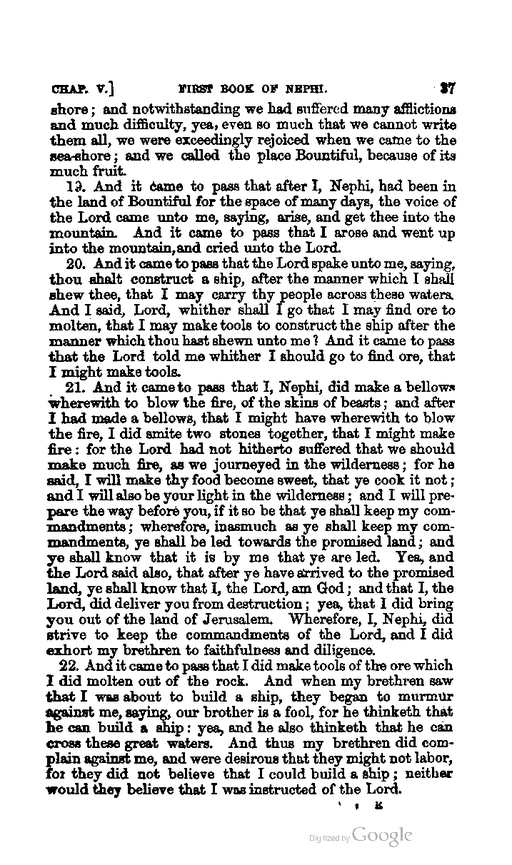 CHAP. V.] FIRST BOOK OF NEPHI. 37
shore; and notwithstanding we had suffered many afflictions
and much difficulty, yea, even so much that we cannot write
them all, we were exceedingly rejoiced when we came to the
sea-shore; and we called the place Bountiful, because of its
much fruit.
19. And it came to pass that after I, Nephi, had been in
the land of Bountiful for the space of many days, the voice of
the Lord came unto me, saying, arise, and get thee into the
mountain. And it came to pass that I arose and went up
into the mountain, and cried unto the Lord.
20. And it came to pass that the Lord spake unto me, saying,
thou shalt construct a ship, after the manner which I shall
shew thee, that I may carry thy people across these waters.
And I said, Lord, whither shall I go that I may find ore to
molten, that I may make tools to construct the ship after the
manner which thou hast shewn unto me? And it came to pass
that the Lord told me whither I should go to find ore, that
I might make tools.
21. And it came to pass that I, Nephi, did make a bellows
wherewith to blow the fire, of the skins of beasts; and after
I had made a bellows, that I might have wherewith to blow
the fire, I did smite two stones together, that I might make
fire: for the Lord had not hitherto suffered that we should
make much fire, as we journeyed in the wilderness; for he
said, I will make thy food become sweet, that ye cook it not;
and I will also be your light in the wilderness; and I will pre-
pare the way before you, if it so be that ye shall keep my com-
mandments; wherefore, inasmuch as ye shall keep my com-
mandments, ye shall be led towards the promised land; and
ye shall know that it is by me that ye are led. Yea, and
the Lord said also, that after ye have arrived to the promised
land, ye shall know that I, the Lord, am God; and that I, the
Lord, did deliver you from destruction; yea, that I did bring
you out of the land of Jerusalem. Wherefore, I, Nephi, did
strive to keep the commandments of the Lord, and I did
exhort my brethren to faithfulness and diligence.
22. And it came to pass that I did make tools of the ore which
I did molten out of the rock. And when my brethren saw
that I was about to build a ship, they began to murmur
against me, saying, our brother is a fool, for he thinketh that
he can build a ship: yea, and he also thinketh that he can
cross these great waters. And thus my brethren did com-
plain against me, and were desirous that they might not labor,
for they did not believe that I could build a ship; neither
would they believe that I was instructed of the Lord.
E
Digitized by Google